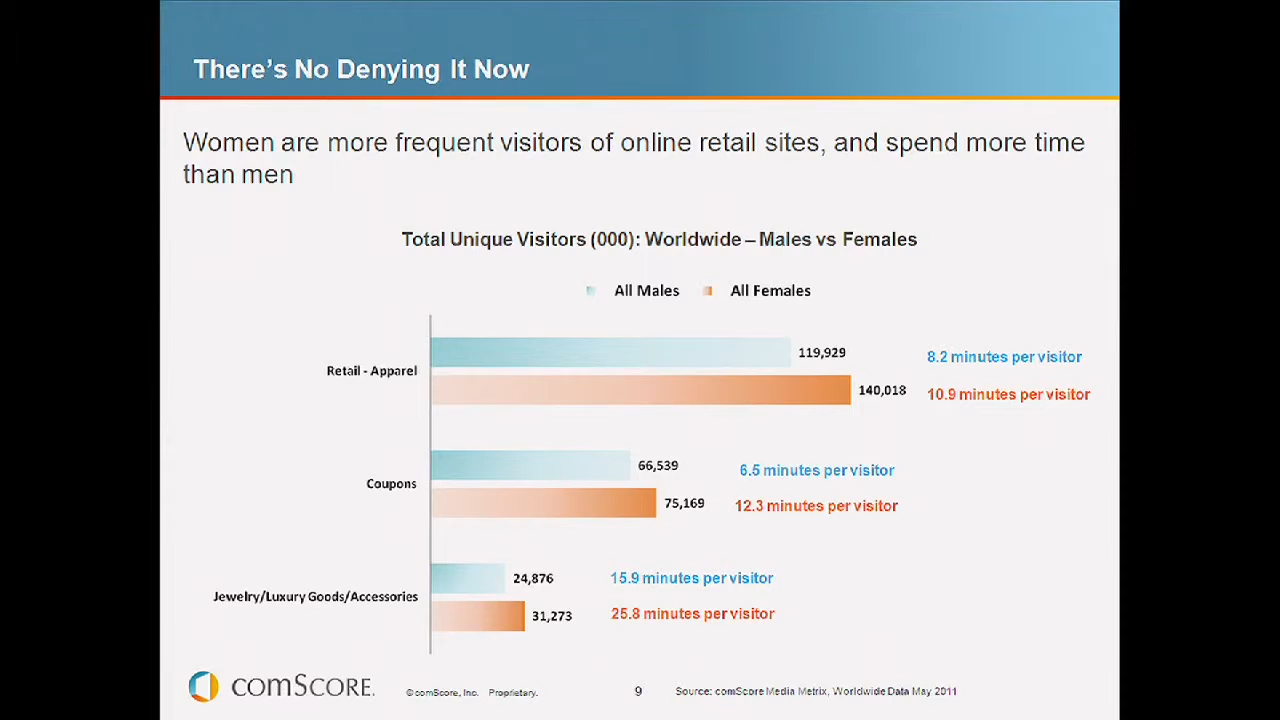 There's No Denying It Now
Women are more frequent visitors of online retail sites, and spend more time
than men
Total Unique Visitors (000): Worldwide – Males vs Females
All Males All Females
Retail - Apparel
119,929
8.2 minutes per visitor
140,018
10.9 minutes per visitor
Coupons
66,539
6.5 minutes per visitor
75,169
12.3 minutes per visitor
Jewelry/Luxury Goods/Accessories
24,876
15.9 minutes per visitor
31,273
25.8 minutes per visitor
comSCORE.
© comScore, Inc. Proprietary.
9
Source: comScore Media Metrix, Worldwide Data May 2011